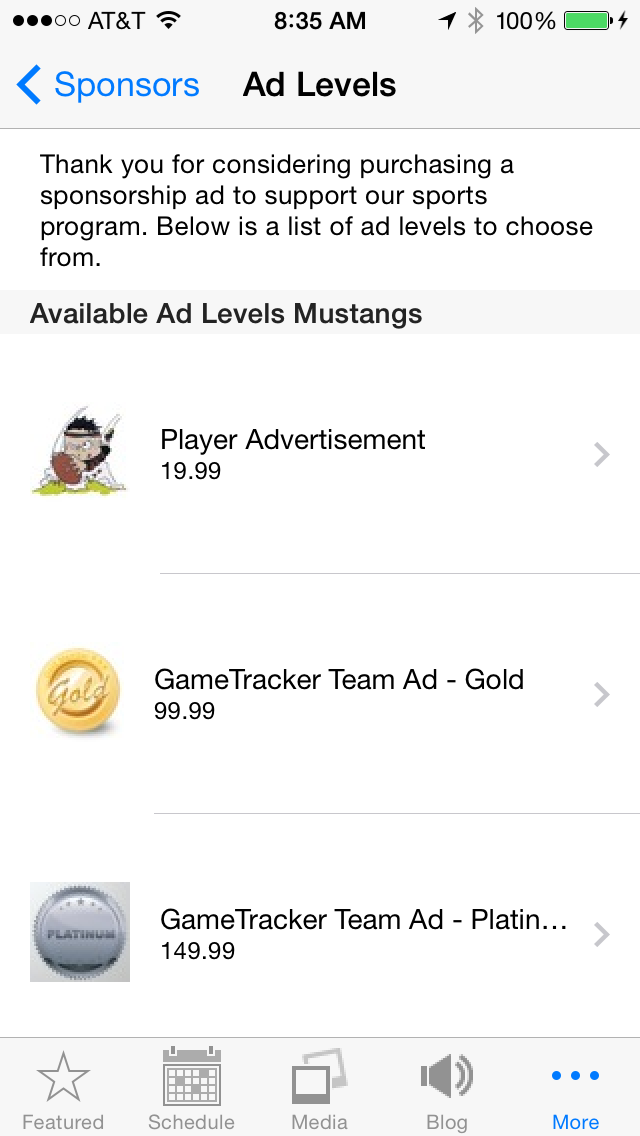 AT&T 8:35 AM 100%
Sponsors Ad Levels
Thank you for considering purchasing a
sponsorship ad to support our sports
program. Below is a list of ad levels to choose
from.
Available Ad Levels Mustangs
Player Advertisement
19.99
Gold
GameTracker Team Ad - Gold
99.99
PLATINUM
GameTracker Team Ad - Platin...
149.99
Featured Schedule Media Blog More